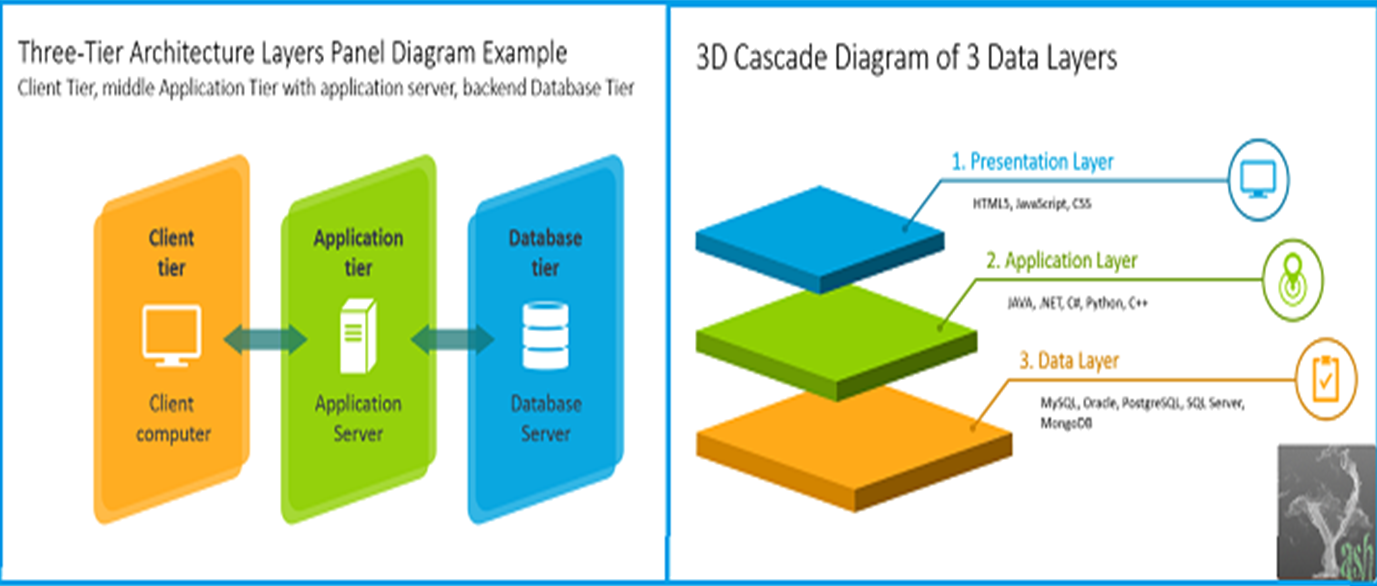 Three-Tier Architecture Layers Panel Diagram Example
Client Tier, middle Application Tier with application server, backend Database Tier
Client
tier
Client
computer
Application
tier
Application
Server
Database
tier
Database
Server
3D Cascade Diagram of 3 Data Layers
1. Presentation Layer
HTML5, JavaScript, CSS
2. Application Layer
JAVA, .NET, C#, Python, C++
3. Data Layer
MySQL, Oracle, PostgreSQL, SQL Server,
MongoDB
ash